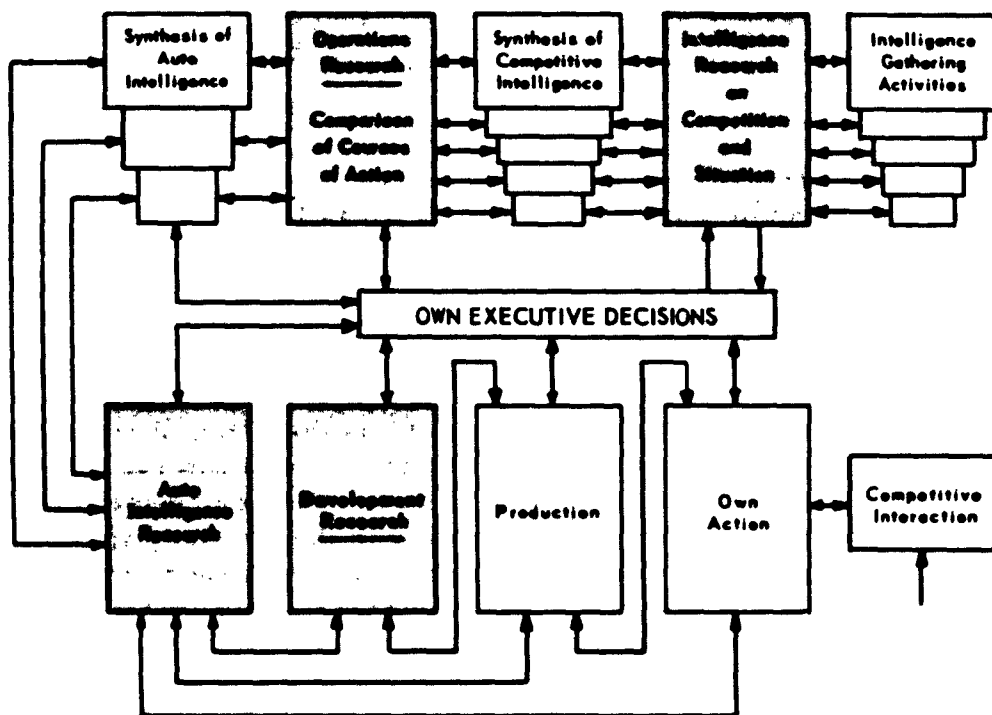 Synthesis of
Auto
Intelligence
Operations
Research
Comparison
of Courses
of Action
Synthesis of
Competitive
Intelligence
Intelligence
Research
on
Competition
and
Situation
Intelligence
Gathering
Activities
OWN EXECUTIVE DECISIONS
Auto
Intelligence
Research
Development
Research
Production
Own
Action
Competitive
Interaction